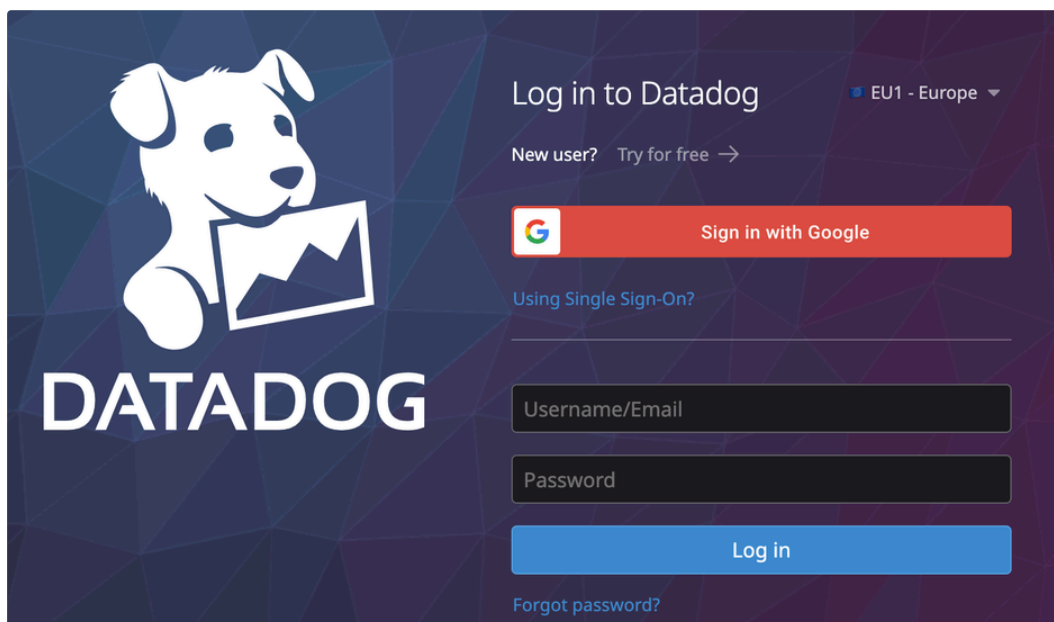 Log in to Datadog
EU1 - Europe
New user? Try for free →
G
Sign in with Google
Using Single Sign-On?
DATADOG
Username/Email
Password
Log in
Forgot password?